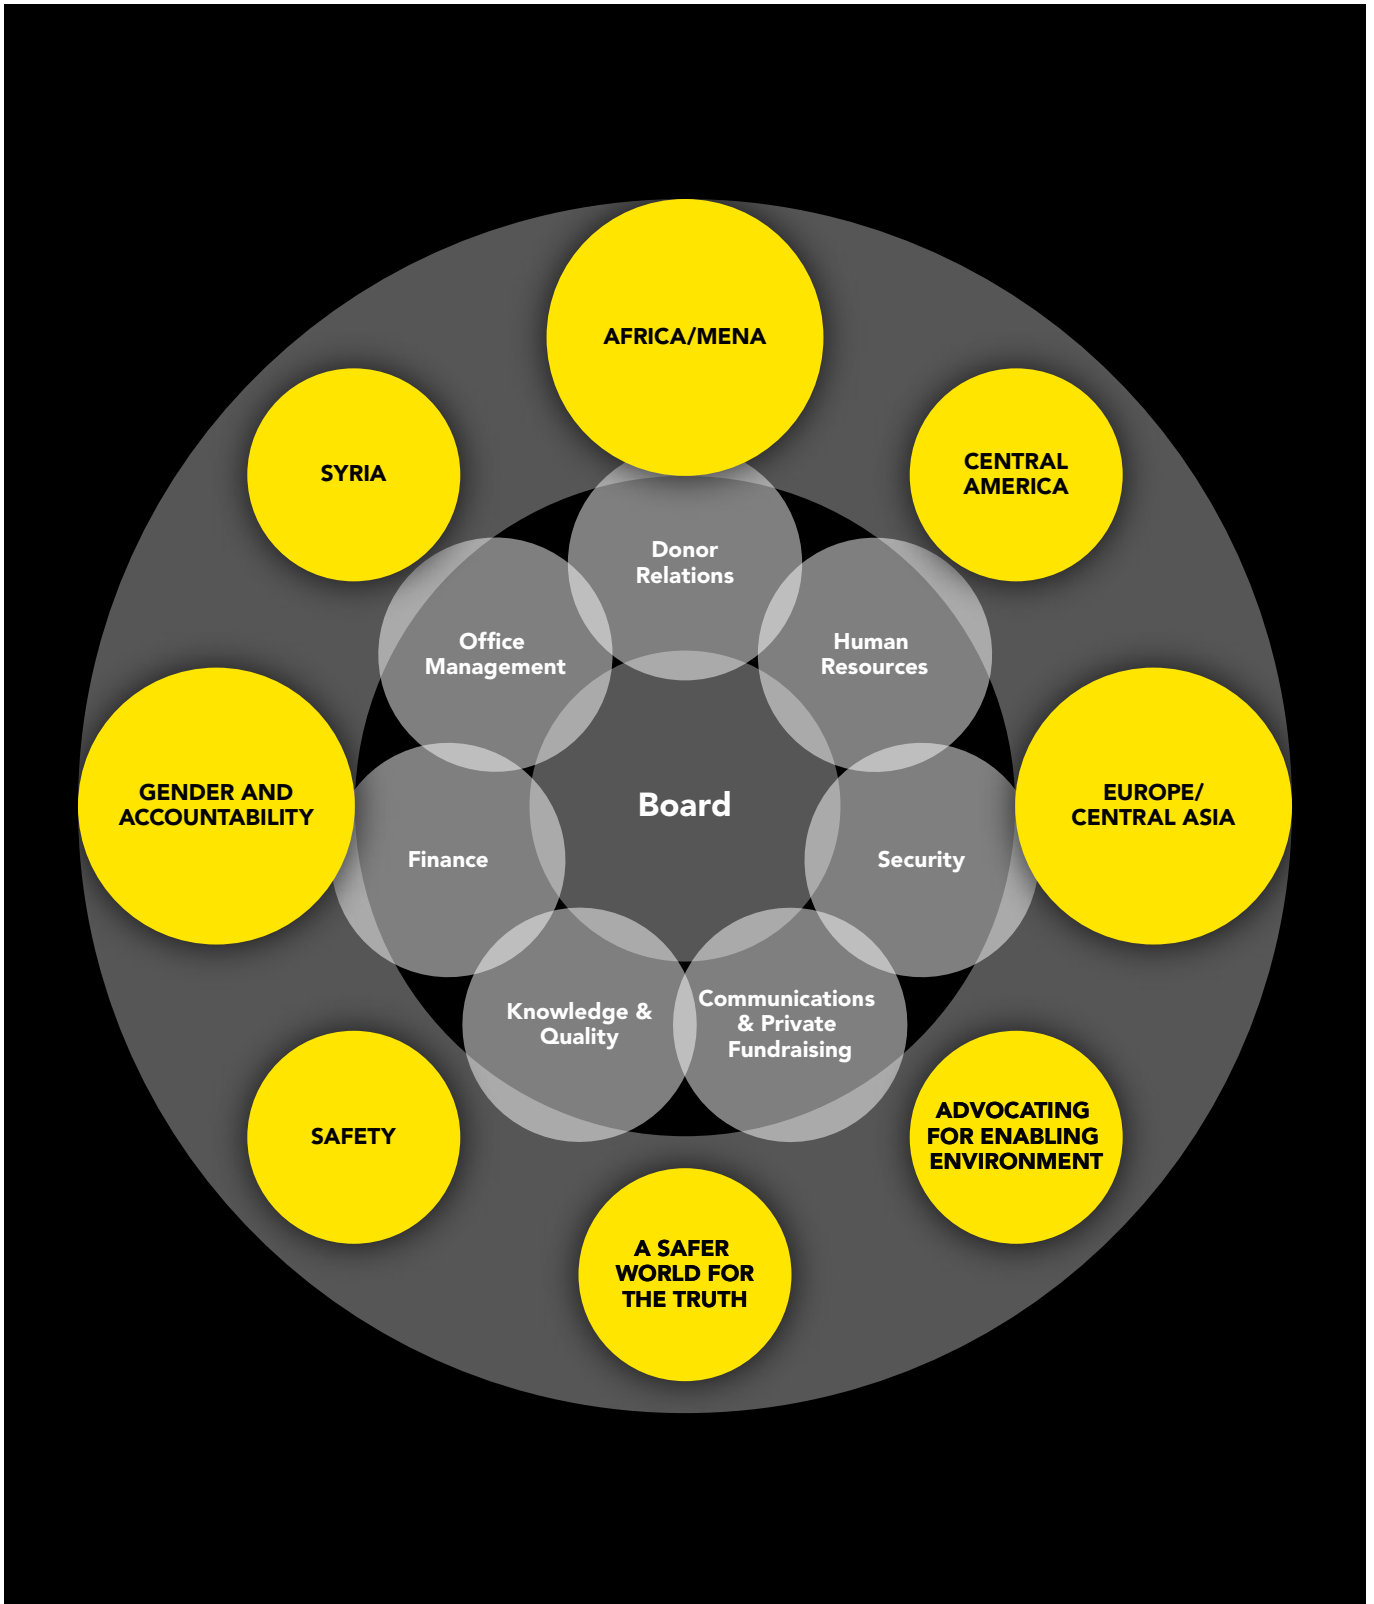 AFRICA/MENA
SYRIA
CENTRAL
AMERICA
Donor
Relations
Office
Management
Human
Resources
GENDER AND
ACCOUNTABILITY
Board
EUROPE/
CENTRAL ASIA
Finance
Security
Knowledge &
Quality
Communications
& Private
Fundraising
SAFETY
ADVOCATING
FOR ENABLING
ENVIRONMENT
A SAFER
WORLD FOR
THE TRUTH